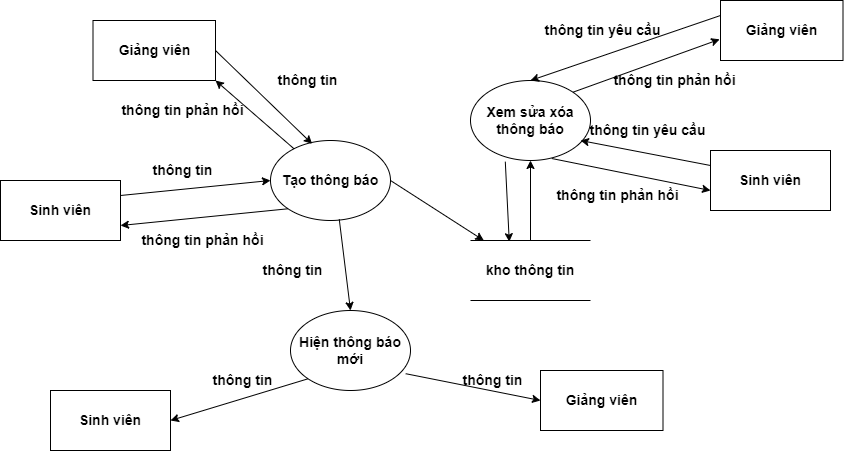 thông tin yêu cầu
Giảng viên
Giảng viên
thông tin
thông tin phản hồi
thông tin phản hồi
Xem sửa xóa
thông báo
thông tin yêu cầu
thông tin
Tạo thông báo
Sinh viên
thông tin phản hồi
Sinh viên
thông tin phản hồi
thông tin
kho thông tin
Hiện thông báo
mới
thông tin
thông tin
Giảng viên
Sinh viên